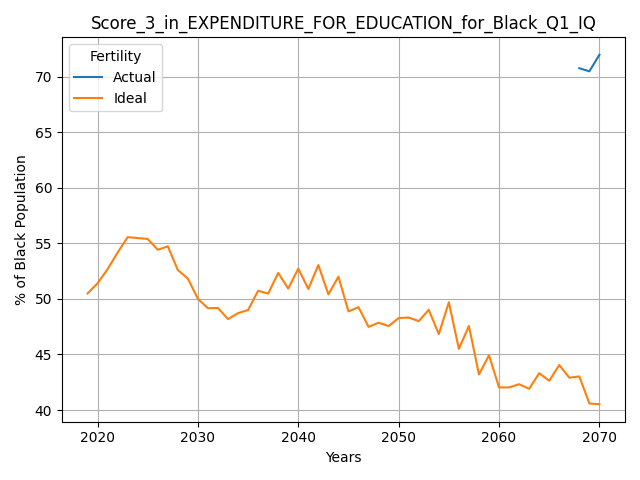 Score_3_in_EXPENDITURE_FOR_EDUCATION_for_Black_Q1_IQ
Fertility
Actual
Ideal
% of Black Population
70
65
60
55
50
45
40
2020 2030 2040 2050 2060 2070
Years